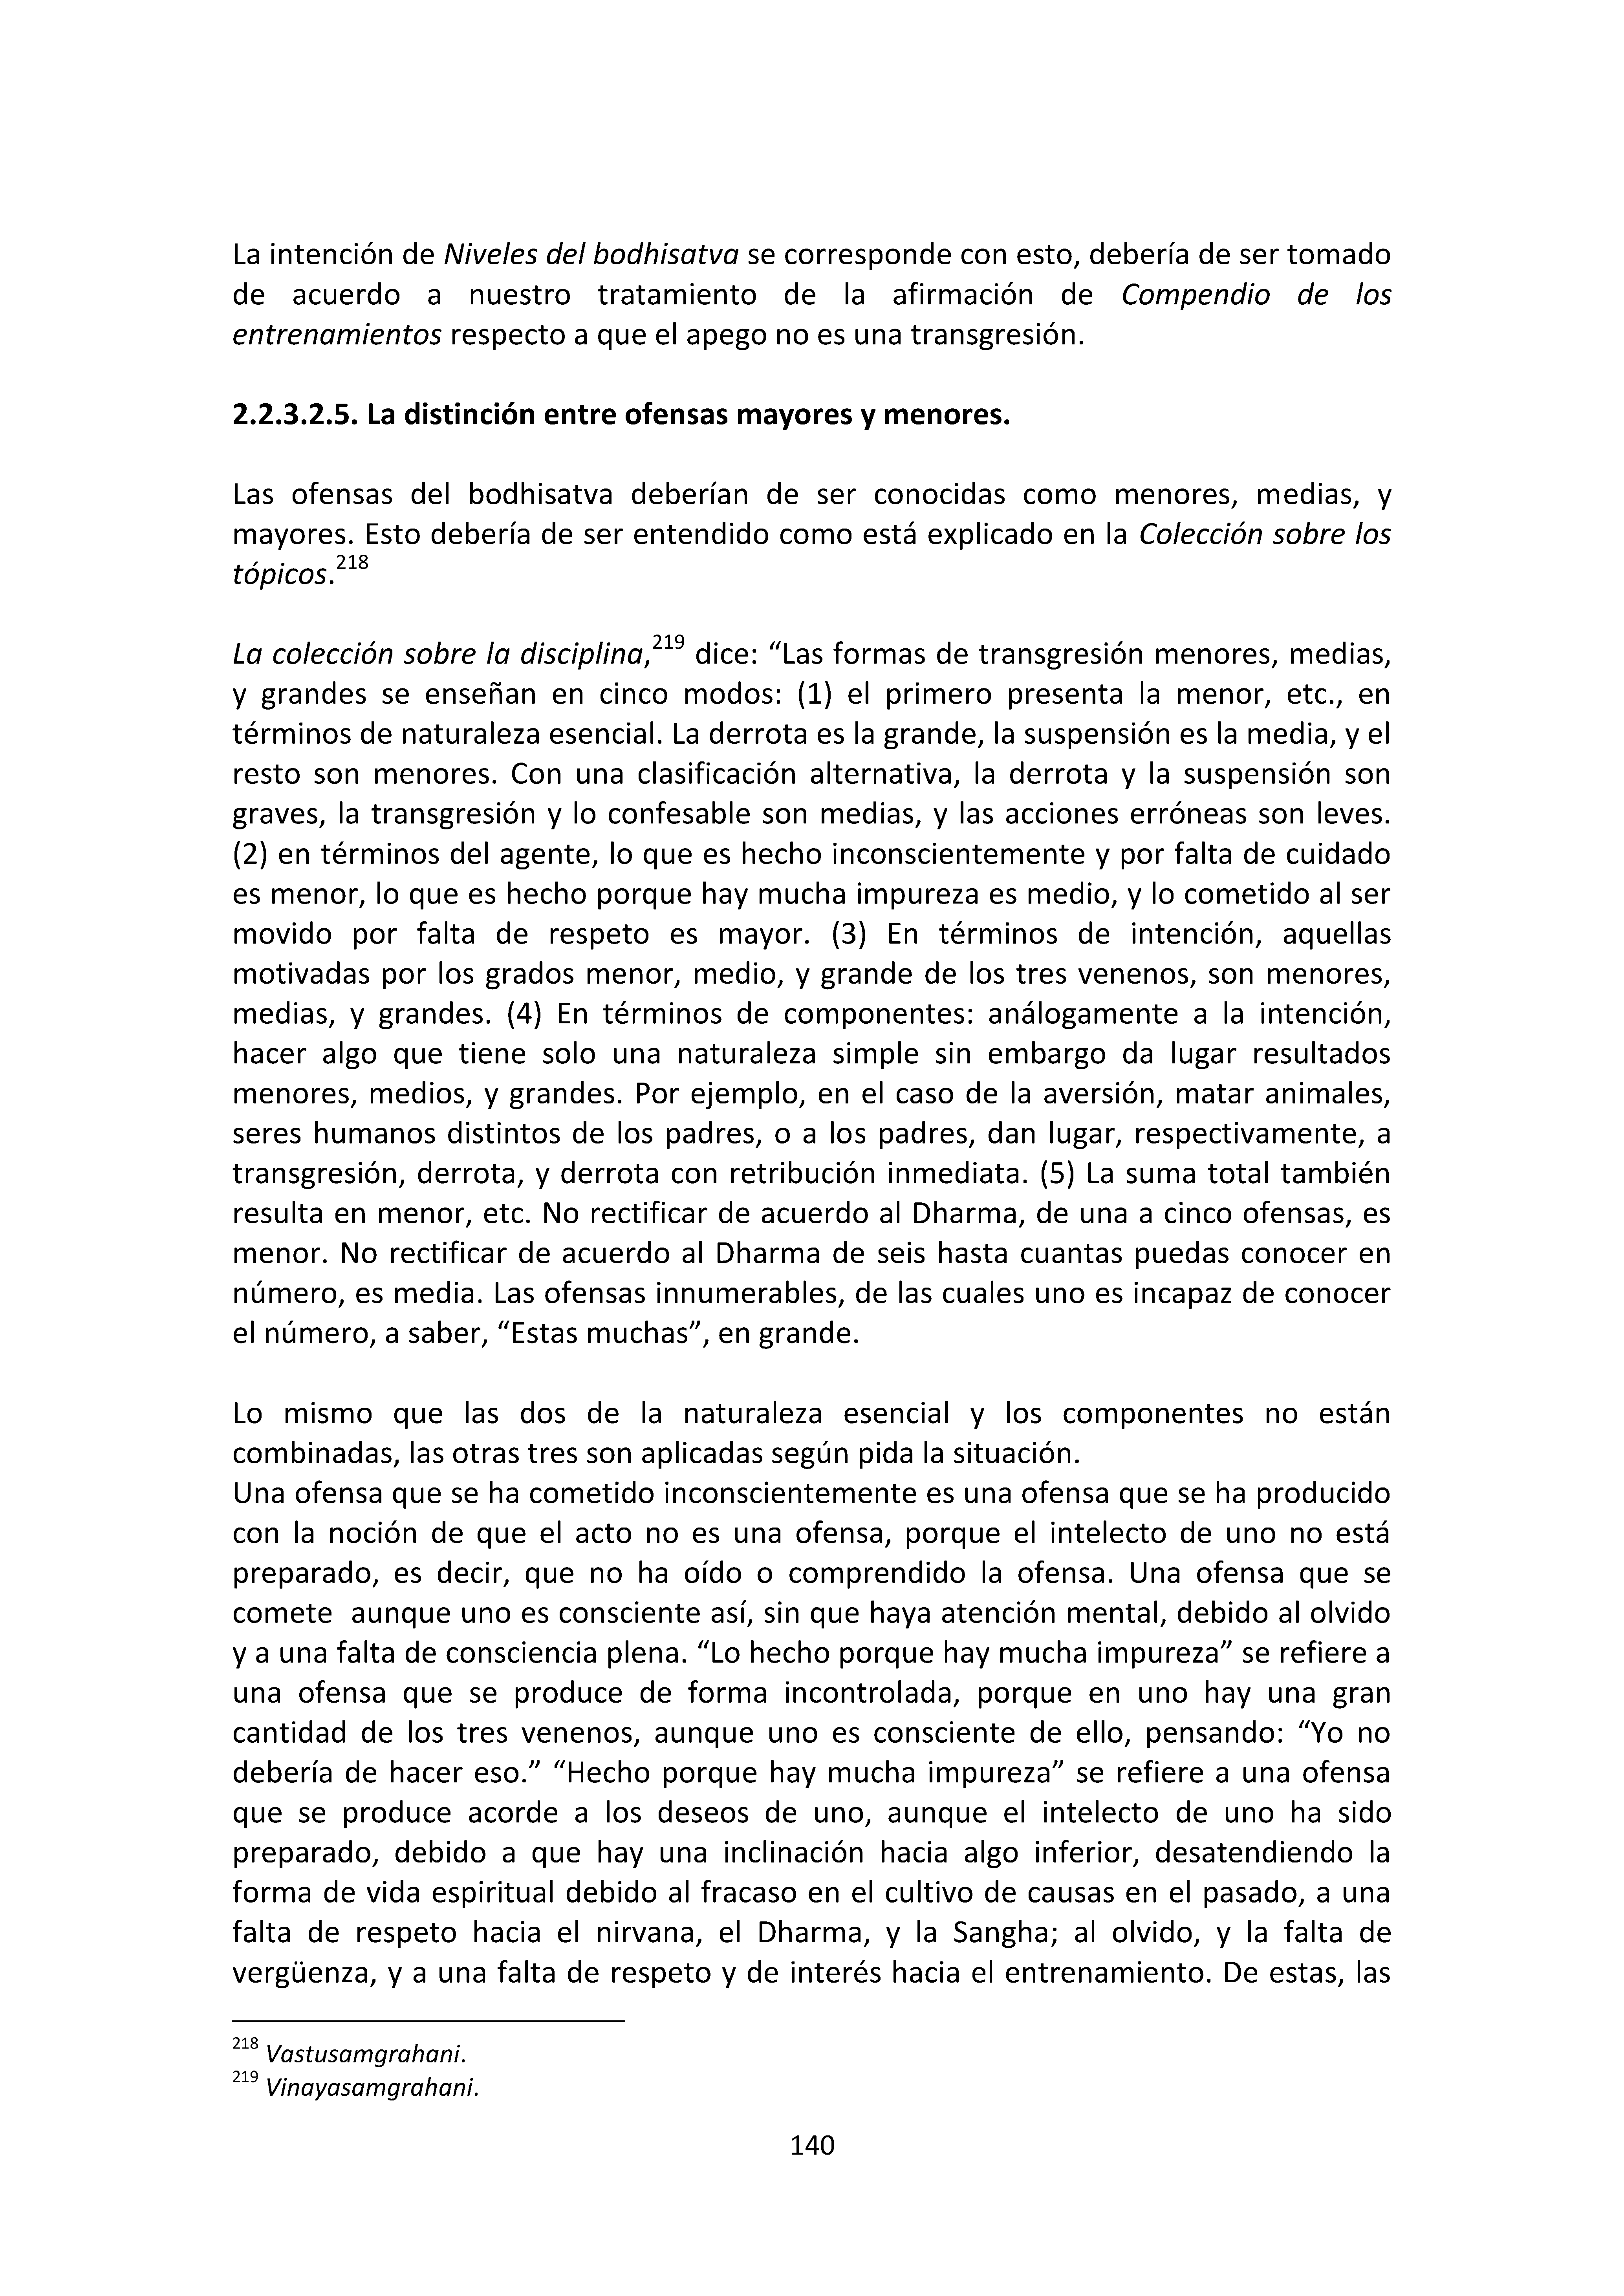 La intención de Niveles del bodhisatva se corresponde con esto, debería de ser tomado
de acuerdo a nuestro tratamiento de la afirmación de Compendio de los
entrenamientos respecto a que el apego no es una transgresión.
2.2.3.2.5. La distinción entre ofensas mayores y menores.
Las ofensas del bodhisatva deberían de ser conocidas como menores, medias, y
mayores. Esto debería de ser entendido como está explicado en la Colección sobre los
tópicos.218
La colección sobre la disciplina,219 dice: “Las formas de transgresión menores, medias,
y grandes se enseñan en cinco modos: (1) el primero presenta la menor, etc., en
términos de naturaleza esencial. La derrota es la grande, la suspensión es la media, y el
resto son menores. Con una clasificación alternativa, la derrota y la suspensión son
graves, la transgresión y lo confesable son medias, y las acciones erróneas son leves.
(2) en términos del agente, lo que es hecho inconscientemente y por falta de cuidado
es menor, lo que es hecho porque hay mucha impureza es medio, y lo cometido al ser
movido por falta de respeto es mayor. (3) En términos de intención, aquellas
motivadas por los grados menor, medio, y grande de los tres venenos, son menores,
medias, y grandes. (4) En términos de componentes: análogamente a la intención,
hacer algo que tiene solo una naturaleza simple sin embargo da lugar resultados
menores, medios, y grandes. Por ejemplo, en el caso de la aversión, matar animales,
seres humanos distintos de los padres, o a los padres, dan lugar, respectivamente, a
transgresión, derrota, y derrota con retribución inmediata. (5) La suma total también
resulta en menor, etc. No rectificar de acuerdo al Dharma, de una a cinco ofensas, es
menor. No rectificar de acuerdo al Dharma de seis hasta cuantas puedas conocer en
número, es media. Las ofensas innumerables, de las cuales uno es incapaz de conocer
el número, a saber, “Estas muchas”, en grande.
Lo mismo que las dos de la naturaleza esencial y los componentes no están
combinadas, las otras tres son aplicadas según pida la situación.
Una ofensa que se ha cometido inconscientemente es una ofensa que se ha producido
con la noción de que el acto no es una ofensa, porque el intelecto de uno no está
preparado, es decir, que no ha oído o comprendido la ofensa. Una ofensa que se
comete  aunque uno es consciente así, sin que haya atención mental, debido al olvido
y a una falta de consciencia plena. “Lo hecho porque hay mucha impureza” se refiere a
una ofensa que se produce de forma incontrolada, porque en uno hay una gran
cantidad de los tres venenos, aunque uno es consciente de ello, pensando: “Yo no
debería de hacer eso.” “Hecho porque hay mucha impureza” se refiere a una ofensa
que se produce acorde a los deseos de uno, aunque el intelecto de uno ha sido
preparado, debido a que hay una inclinación hacia algo inferior, desatendiendo la
forma de vida espiritual debido al fracaso en el cultivo de causas en el pasado, a una
falta de respeto hacia el nirvana, el Dharma, y la Sangha; al olvido, y la falta de
vergüenza, y a una falta de respeto y de interés hacia el entrenamiento. De estas, las
218 Vastusamgrahani.
219 Vinayasamgrahani.
140